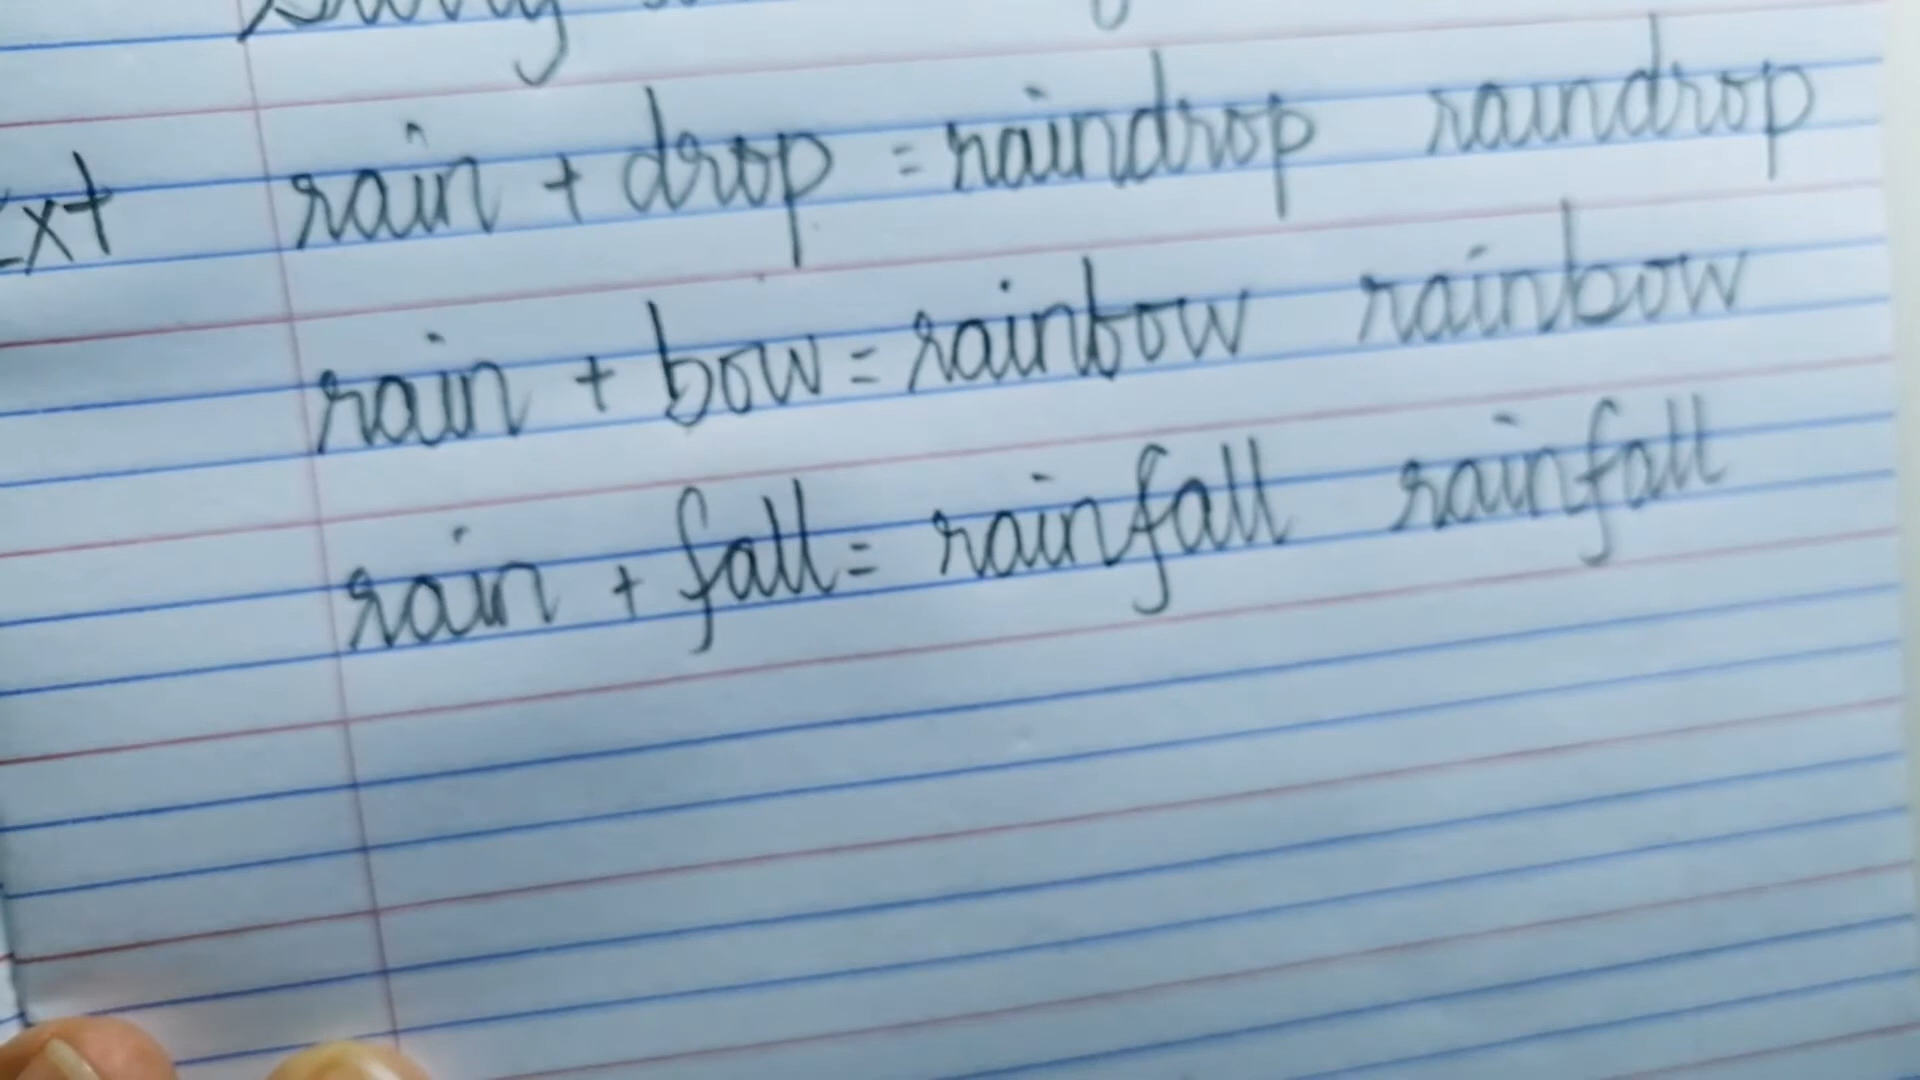 rain + drop = raindrop raindrop
rain + bow = rainbow rainbow
rain + fall = rainfall rainfall